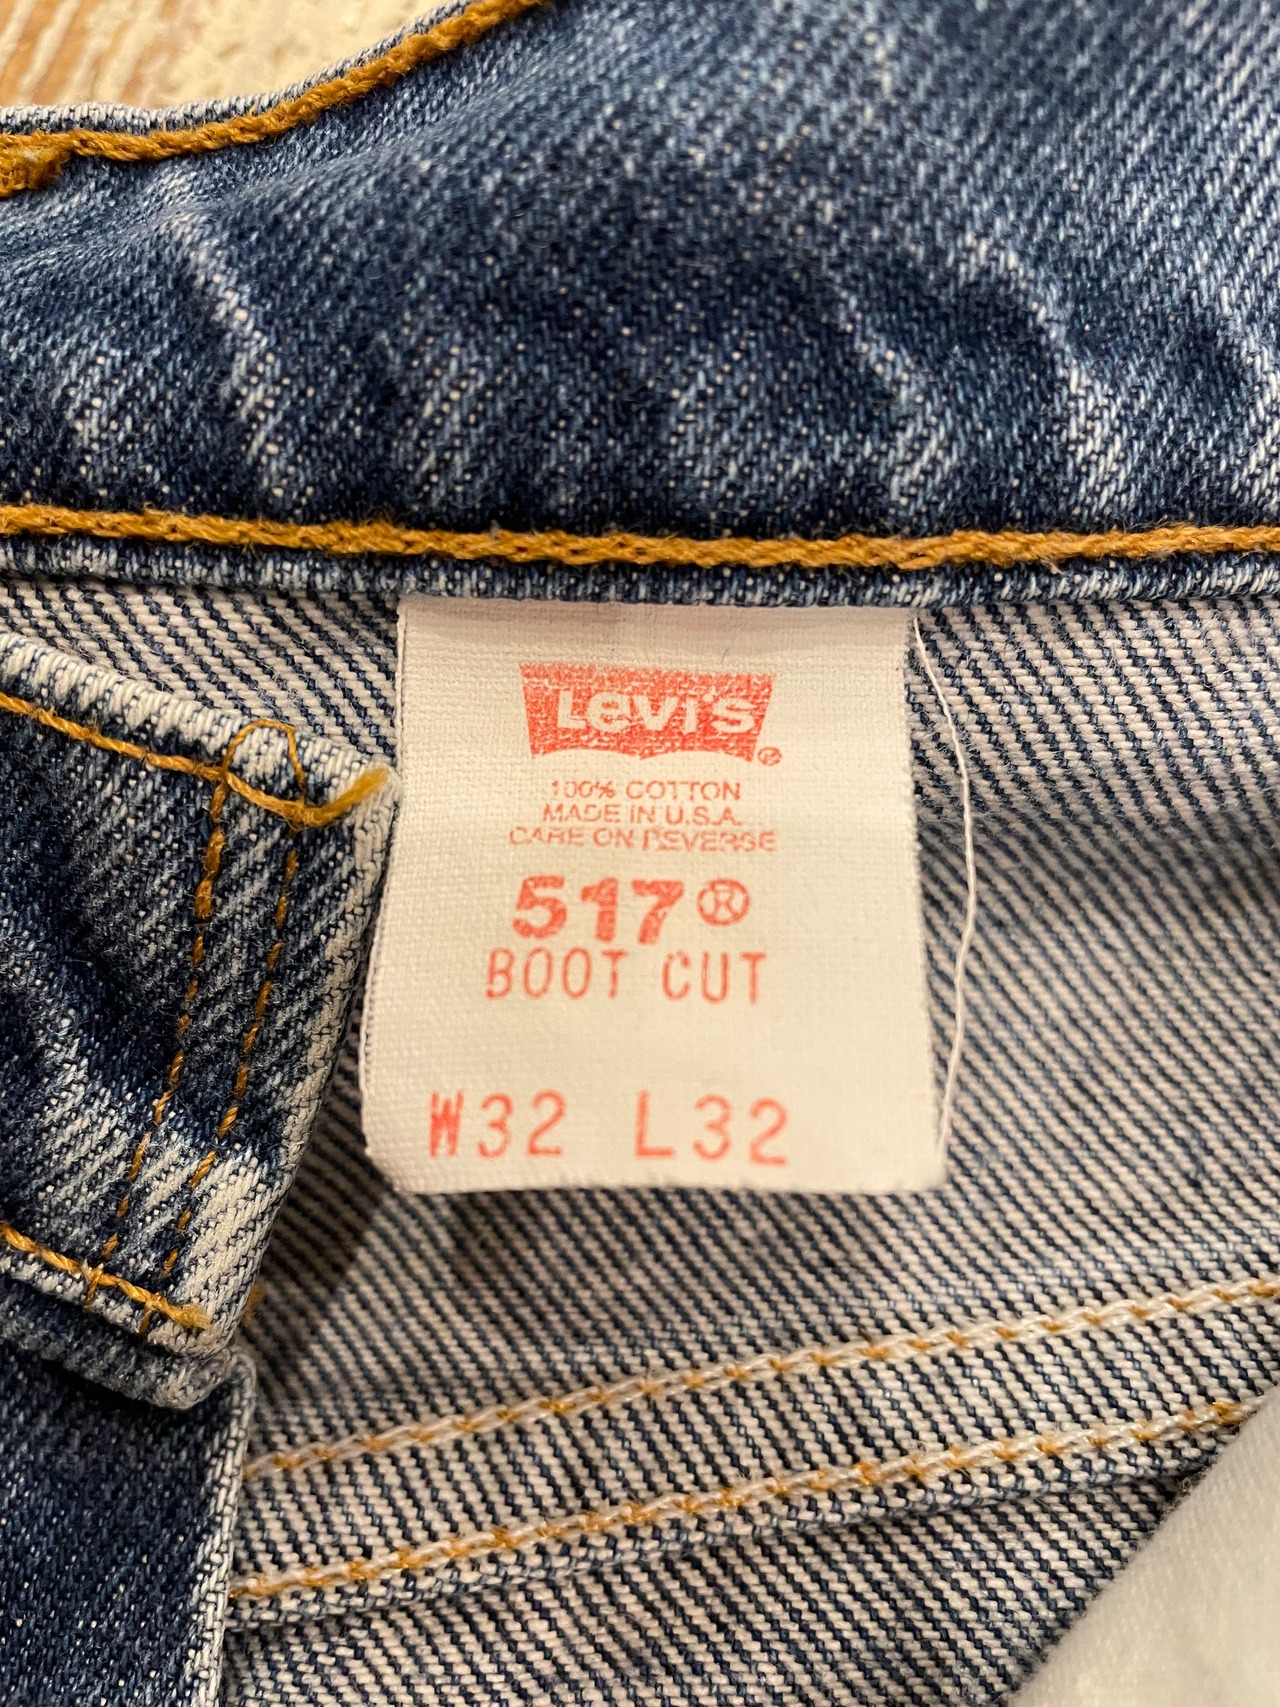 Levi's ®
100% COTTON
MADE IN U.S.A.
CARE ON REVERSE
517®
BOOT CUT
W32 L32